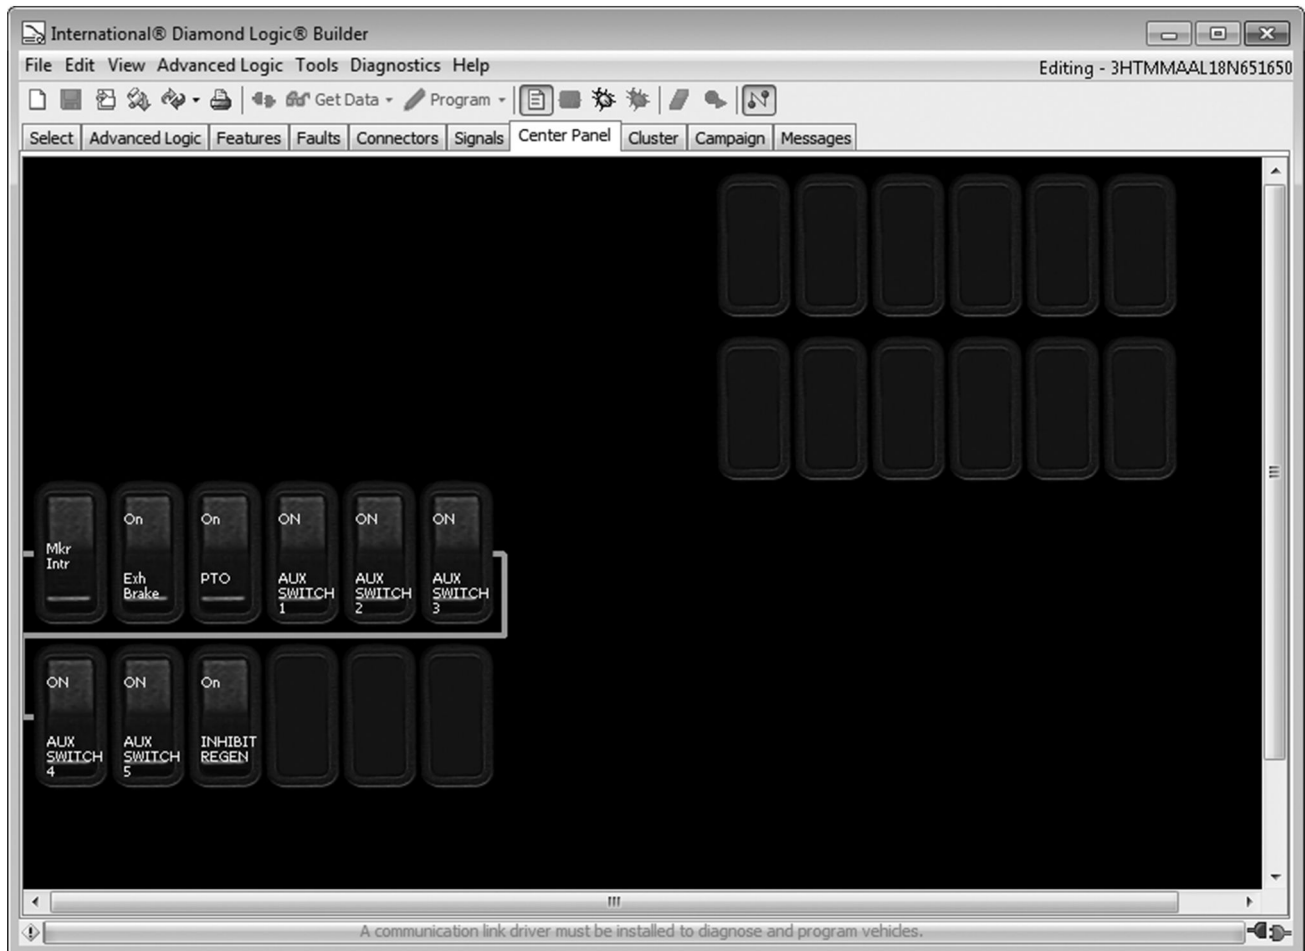 International® Diamond Logic® Builder
File Edit View Advanced Logic Tools Diagnostics Help
Editing - 3HTMMAAL18N651650
Get Data Program
Select Advanced Logic Features Faults Connectors Signals Center Panel Cluster Campaign Messages
Mkr
Intr
On
Exh
Brake
On
PTO
ON
AUX
SWITCH
1
ON
AUX
SWITCH
2
ON
AUX
SWITCH
3
ON
AUX
SWITCH
4
ON
AUX
SWITCH
5
On
INHIBIT
REGEN
A communication link driver must be installed to diagnose and program vehicles.